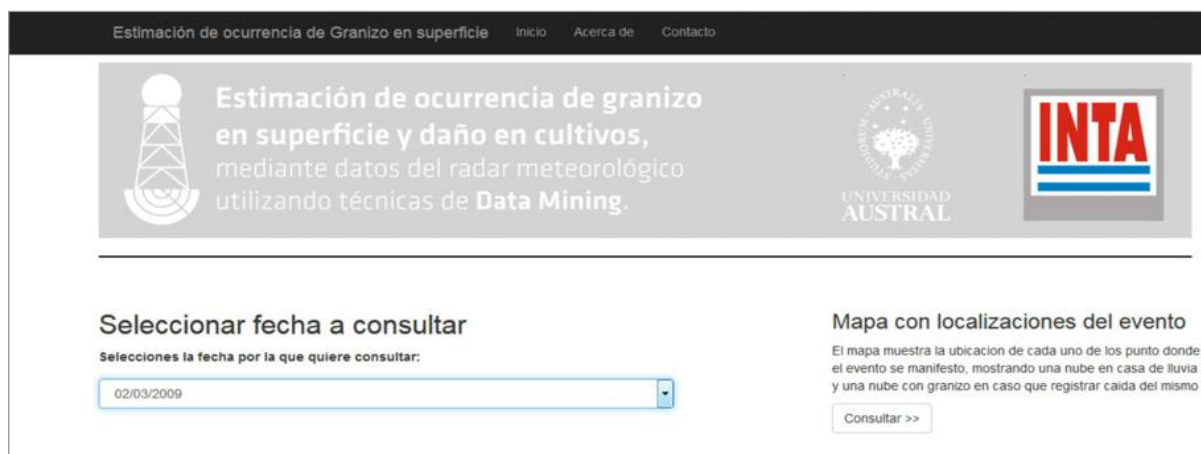 Estimación de ocurrencia de Granizo en superficie Inicio Acerca de Contacto
Estimación de ocurrencia de granizo
en superficie y daño en cultivos,
mediante datos del radar meteorológico
utilizando técnicas de Data Mining.
STUDIORUM UNIVERSITAS AUSTRALIS
UNIVERSIDAD
AUSTRAL
INTA
Seleccionar fecha a consultar
Selecciones la fecha por la que quiere consultar:
02/03/2009
Mapa con localizaciones del evento
El mapa muestra la ubicacion de cada uno de los punto donde
el evento se manifesto, mostrando una nube en casa de lluvia
y una nube con granizo en caso que registrar caida del mismo
Consultar >>